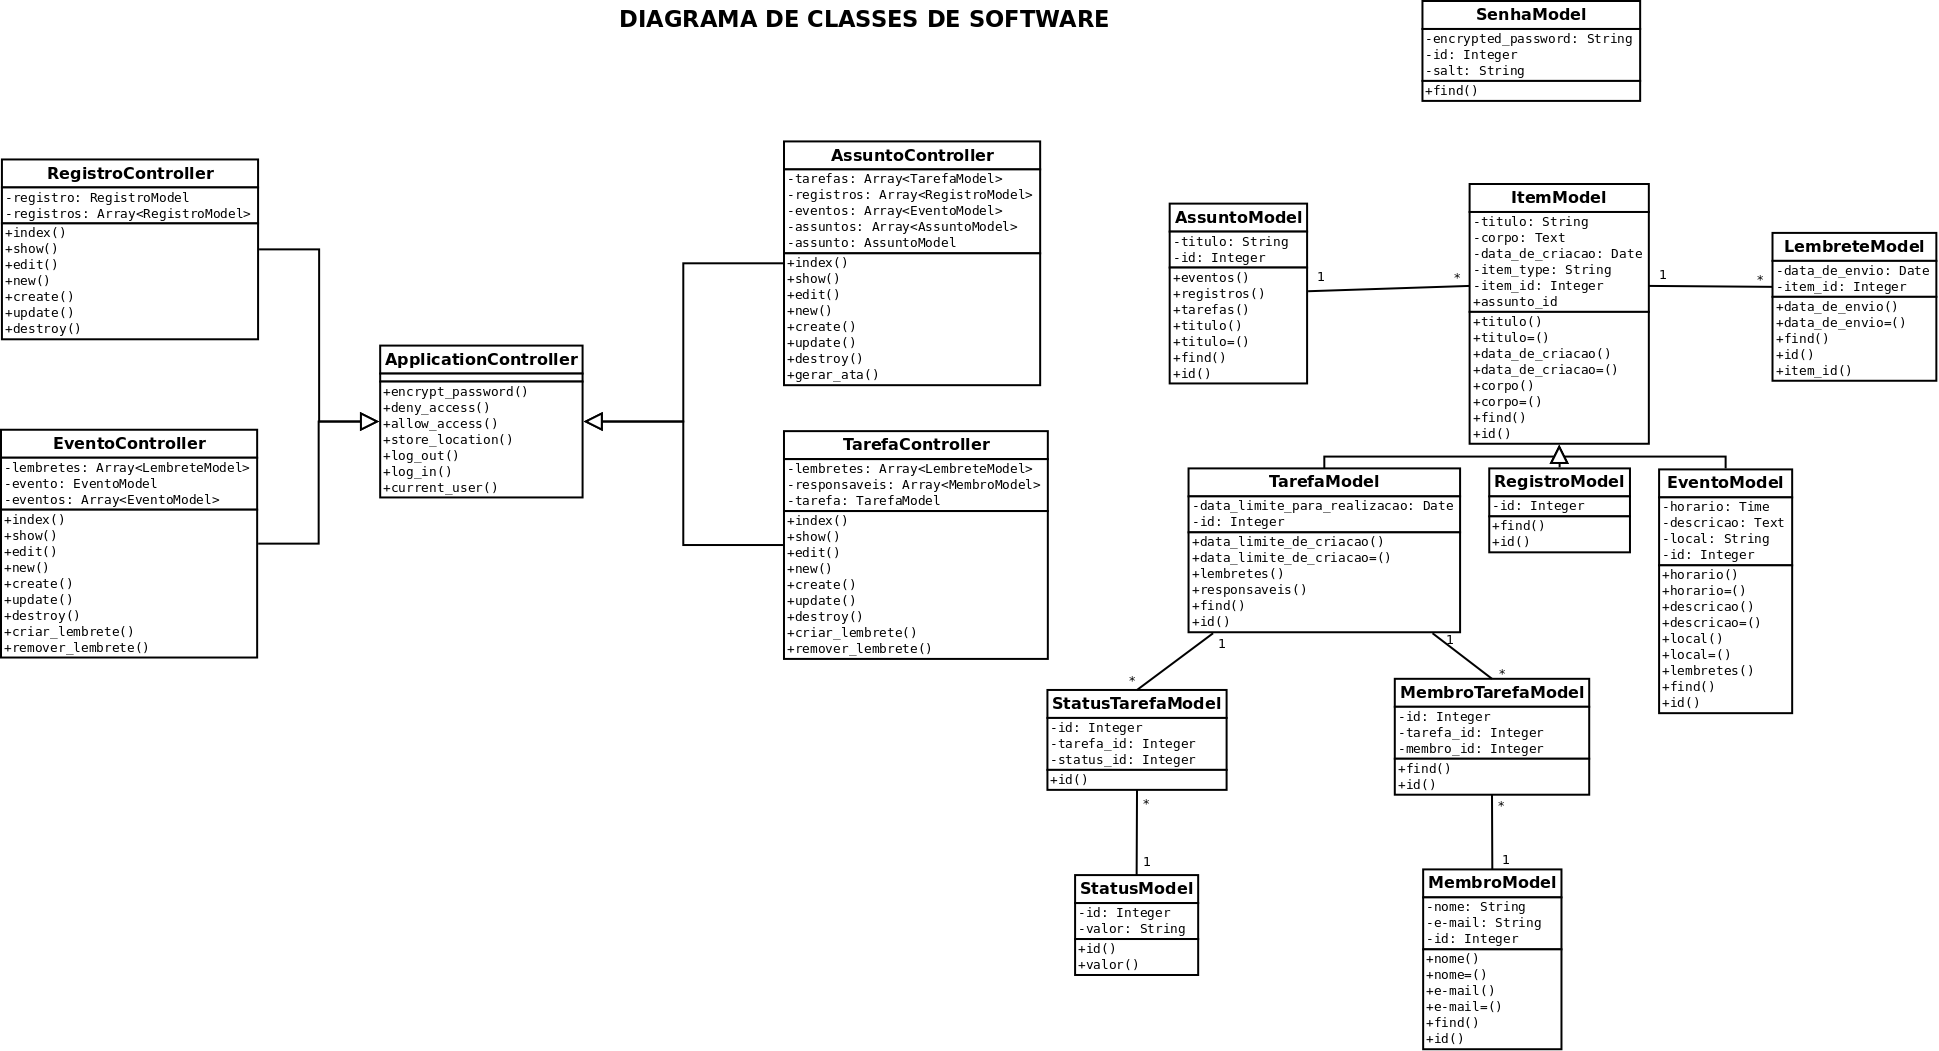 DIAGRAMA DE CLASSES DE SOFTWARE
SenhaModel
-encrypted_password: String
-id: Integer
-salt: String
+find()
RegistroController
-registro: RegistroModel
-registros: Array<RegistroModel>
+index()
+show()
+edit()
+new()
+create()
+update()
+destroy()
EventoController
-lembretes: Array<LembreteModel>
-evento: EventoModel
-eventos: Array<EventoModel>
+index()
+show()
+edit()
+new()
+create()
+update()
+destroy()
+criar_lembrete()
+remover_lembrete()
ApplicationController
+encrypt_password()
+deny_access()
+allow_access()
+store_location()
+log_out()
+log_in()
+current_user()
AssuntoController
-tarefas: Array<TarefaModel>
-registros: Array<RegistroModel>
-eventos: Array<EventoModel>
-assuntos: Array<AssuntoModel>
-assunto: AssuntoModel
+index()
+show()
+edit()
+new()
+create()
+update()
+destroy()
+gerar_ata()
TarefaController
-lembretes: Array<LembreteModel>
-responsaveis: Array<MembroModel>
-tarefa: TarefaModel
+index()
+show()
+edit()
+new()
+create()
+update()
+destroy()
+criar_lembrete()
+remover_lembrete()
AssuntoModel
-titulo: String
-id: Integer
+eventos()
+registros()
+tarefas()
+titulo()
+titulo=()
+find()
+id()
1
*
ItemModel
-titulo: String
-corpo: Text
-data_de_criacao: Date
-item_type: String
-item_id: Integer
+assunto_id
+titulo()
+titulo=()
+data_de_criacao()
+data_de_criacao=()
+corpo()
+corpo=()
+find()
+id()
1
*
LembreteModel
-data_de_envio: Date
-item_id: Integer
+data_de_envio()
+data_de_envio=()
+find()
+id()
+item_id()
TarefaModel
-data_limite_para_realizacao: Date
-id: Integer
+data_limite_de_criacao()
+data_limite_de_criacao=()
+lembretes()
+responsaveis()
+find()
+id()
RegistroModel
-id: Integer
+find()
+id()
EventoModel
-horario: Time
-descricao: Text
-local: String
-id: Integer
+horario()
+horario=()
+descricao()
+descricao=()
+local()
+local=()
+lembretes()
+find()
+id()
1
*
1
*
StatusTarefaModel
-id: Integer
-tarefa_id: Integer
-status_id: Integer
+id()
*
1
MembroTarefaModel
-id: Integer
-tarefa_id: Integer
-membro_id: Integer
+find()
+id()
*
1
StatusModel
-id: Integer
-valor: String
+id()
+valor()
MembroModel
-nome: String
-e-mail: String
-id: Integer
+nome()
+nome=()
+e-mail()
+e-mail=()
+find()
+id()